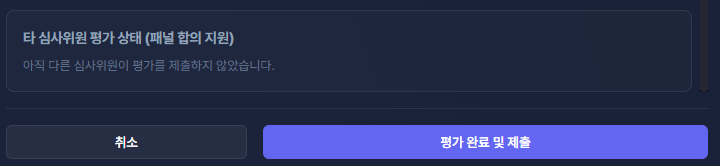 타 심사위원 평가 상태 (패널 합의 지원)
아직 다른 심사위원이 평가를 제출하지 않았습니다.
취소
평가 완료 및 제출